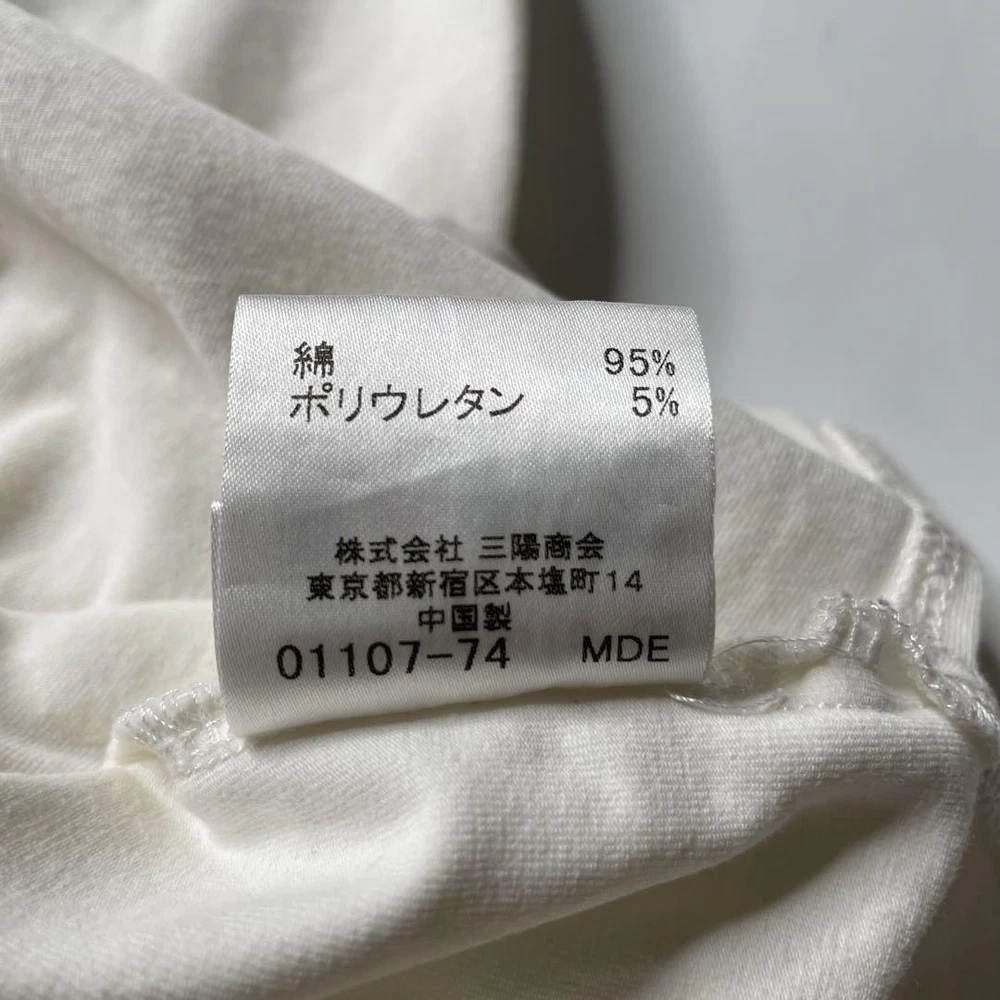 綿 95%
ポリウレタン 5%
株式会社 三陽商会
東京都新宿区本塩町14
中国製
01107-74 MDE